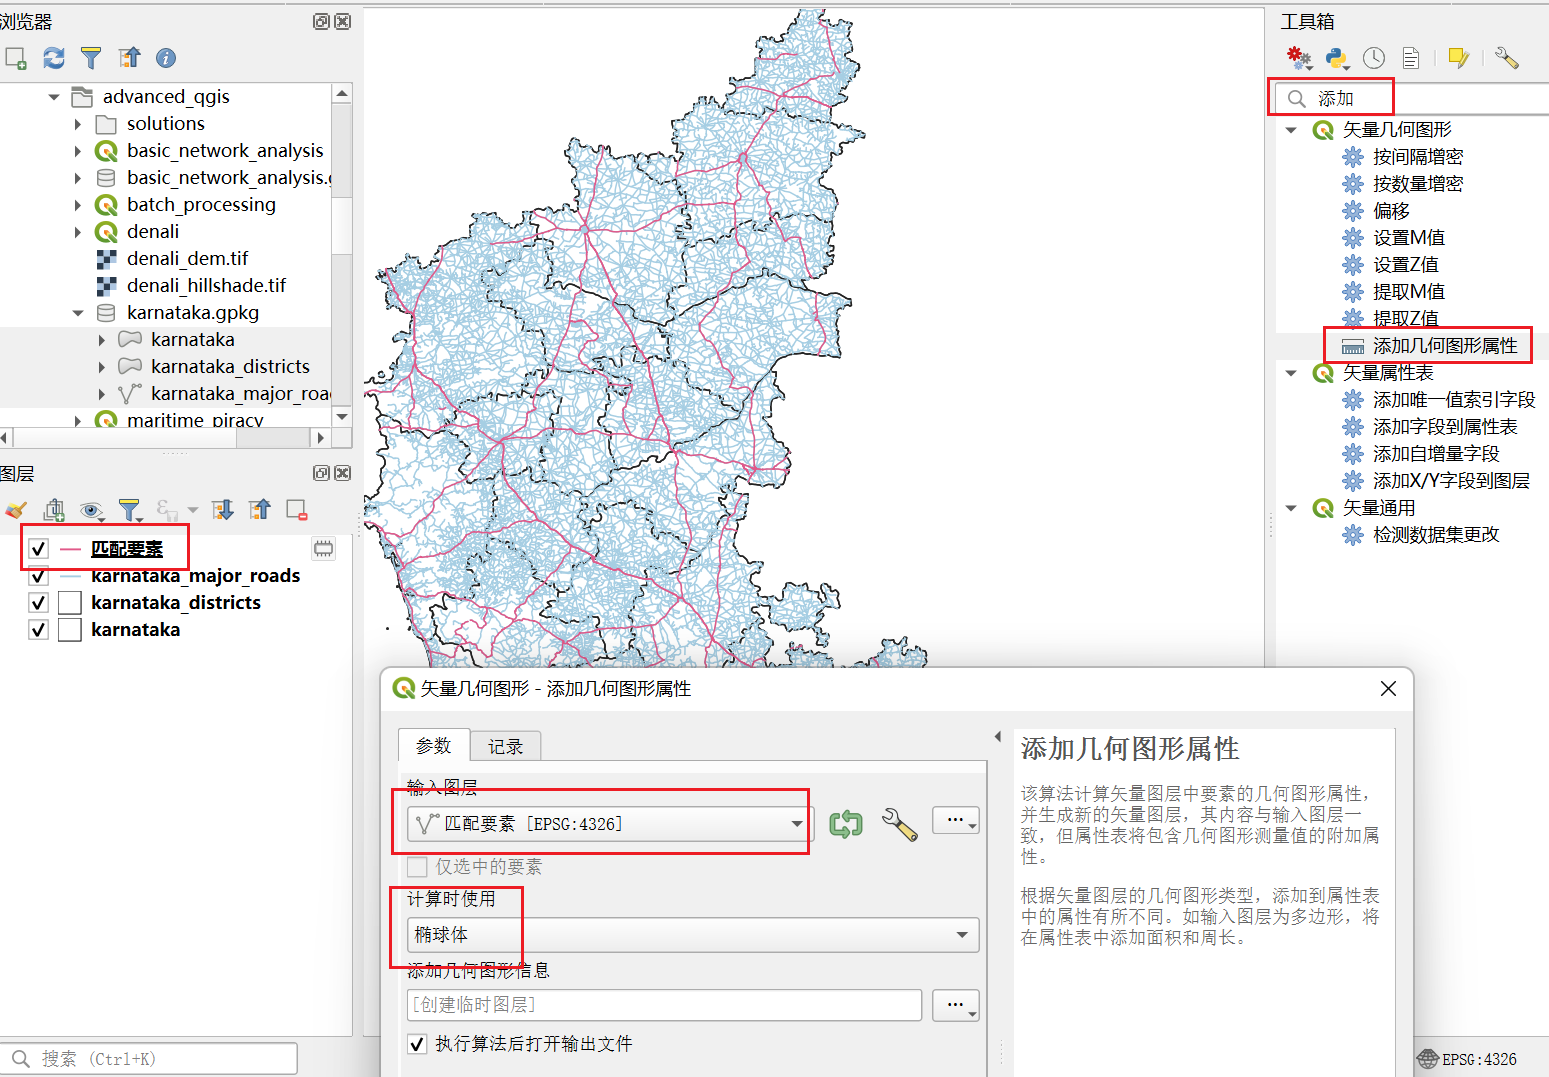 浏览器
advanced_qgis
solutions
basic_network_analysis
basic_network_analysis.
batch_processing
denali
denali_dem.tif
denali_hillshade.tif
karnataka.gpkg
karnataka
karnataka_districts
karnataka_major_roa
maritime_piracy
图层
匹配要素
karnataka_major_roads
karnataka_districts
karnataka
搜索 (Ctrl+K)
工具箱
添加
矢量几何图形
按间隔增密
按数量增密
偏移
设置M值
设置Z值
提取M值
提取Z值
添加几何图形属性
矢量属性表
添加唯一值索引字段
添加字段到属性表
添加自增量字段
添加X/Y字段到图层
矢量通用
检测数据集更改
矢量几何图形 - 添加几何图形属性
参数
记录
输入图层
匹配要素 [EPSG:4326]
…
仅选中的要素
计算时使用
椭球体
添加几何图形信息
[创建临时图层]
…
执行算法后打开输出文件
添加几何图形属性
该算法计算矢量图层中要素的几何图形属性，
并生成新的矢量图层，其内容与输入图层一
致，但属性表将包含几何图形测量值的附加属
性。
根据矢量图层的几何图形类型，添加到属性表
中的属性有所不同。如输入图层为多边形，将
在属性表中添加面积和周长。
EPSG:4326